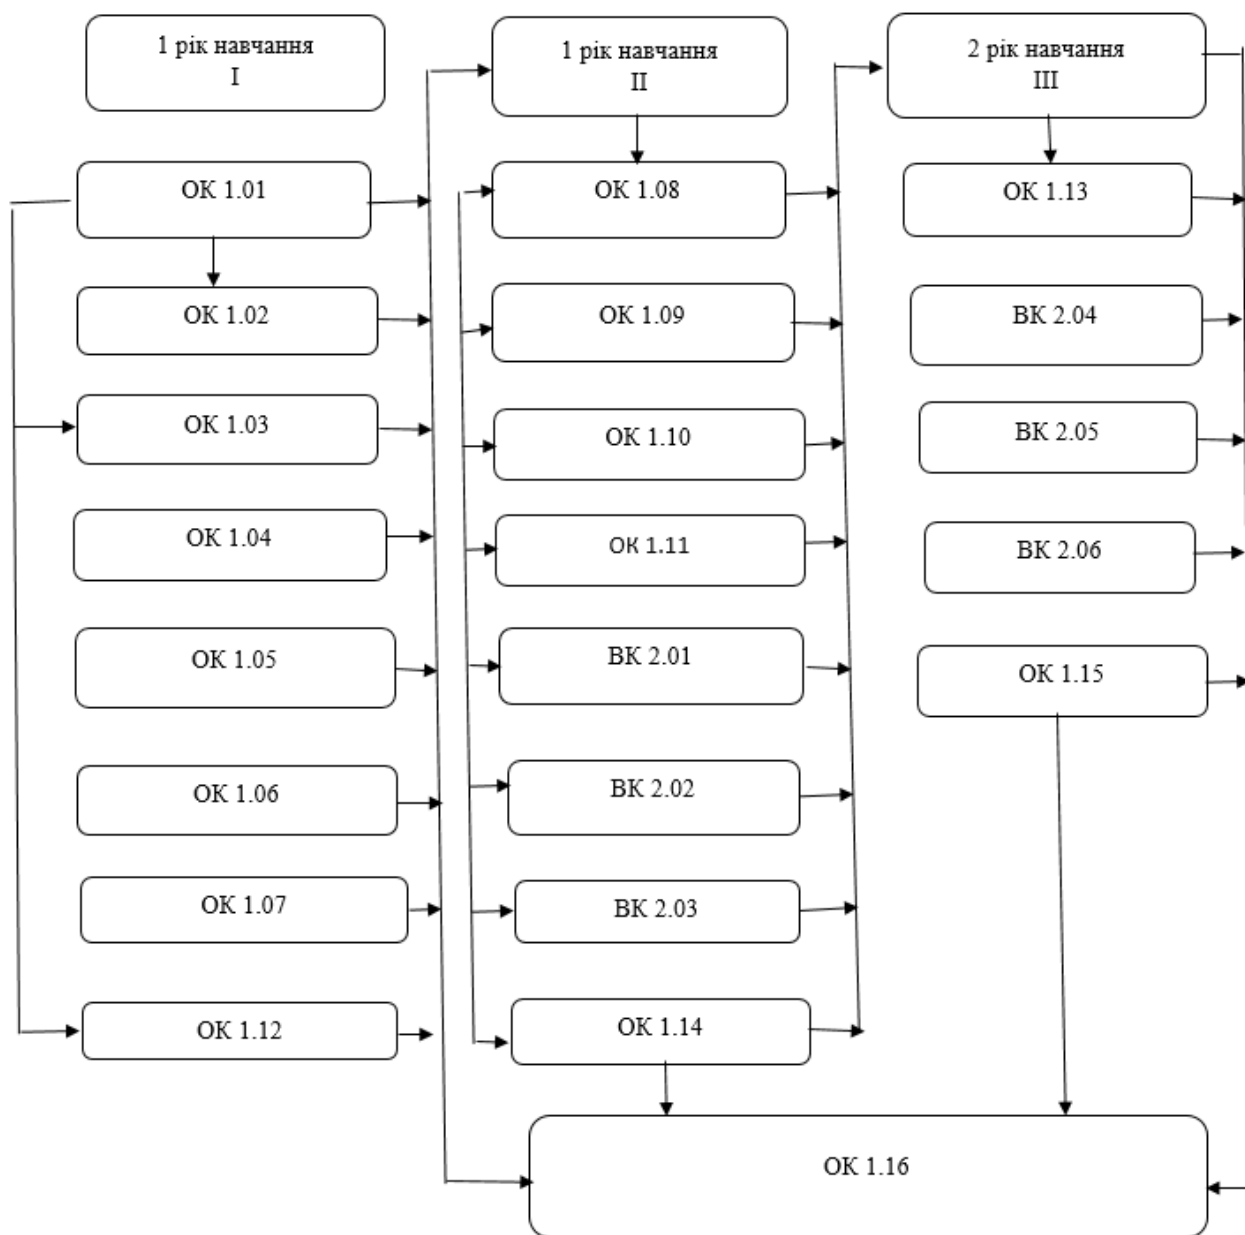 1 рік навчання
І
ОК 1.01
ОК 1.02
ОК 1.03
ОК 1.04
ОК 1.05
ОК 1.06
ОК 1.07
ОК 1.12
1 рік навчання
ІІ
ОК 1.08
ОК 1.09
ОК 1.10
ОК 1.11
ВК 2.01
ВК 2.02
ВК 2.03
ОК 1.14
2 рік навчання
ІІІ
ОК 1.13
ВК 2.04
ВК 2.05
ВК 2.06
ОК 1.15
ОК 1.16